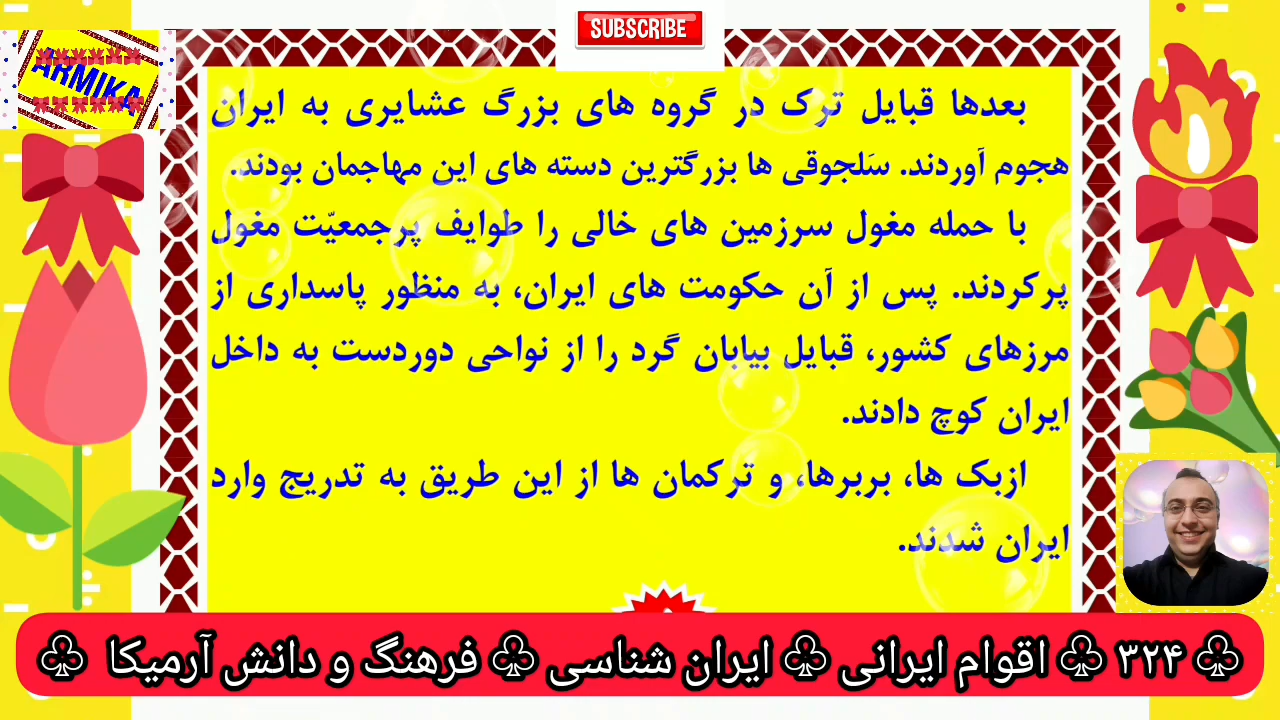 SUBSCRIBE
ARMIKA
بعدها قبایل ترک در گروه های بزرگ عشایری به ایران
هجوم آوردند. سَلجوقی ها بزرگترین دسته های این مهاجمان بودند.
با حمله مغول سرزمین های خالی را طوایف پرجمعیّت مغول
پرکردند. پس از آن حکومت های ایران، به منظور پاسداری از
مرزهای کشور، قبایل بیابان گرد را از نواحی دوردست به داخل
ایران کوچ دادند.
ازبک ها، بربرها، و ترکمان ها از این طریق به تدریج وارد
ایران شدند.
♧ ۳۲۴ ♧ اقوام ایرانی ♧ ایران شناسی ♧ فرهنگ و دانش آرمیکا ♧